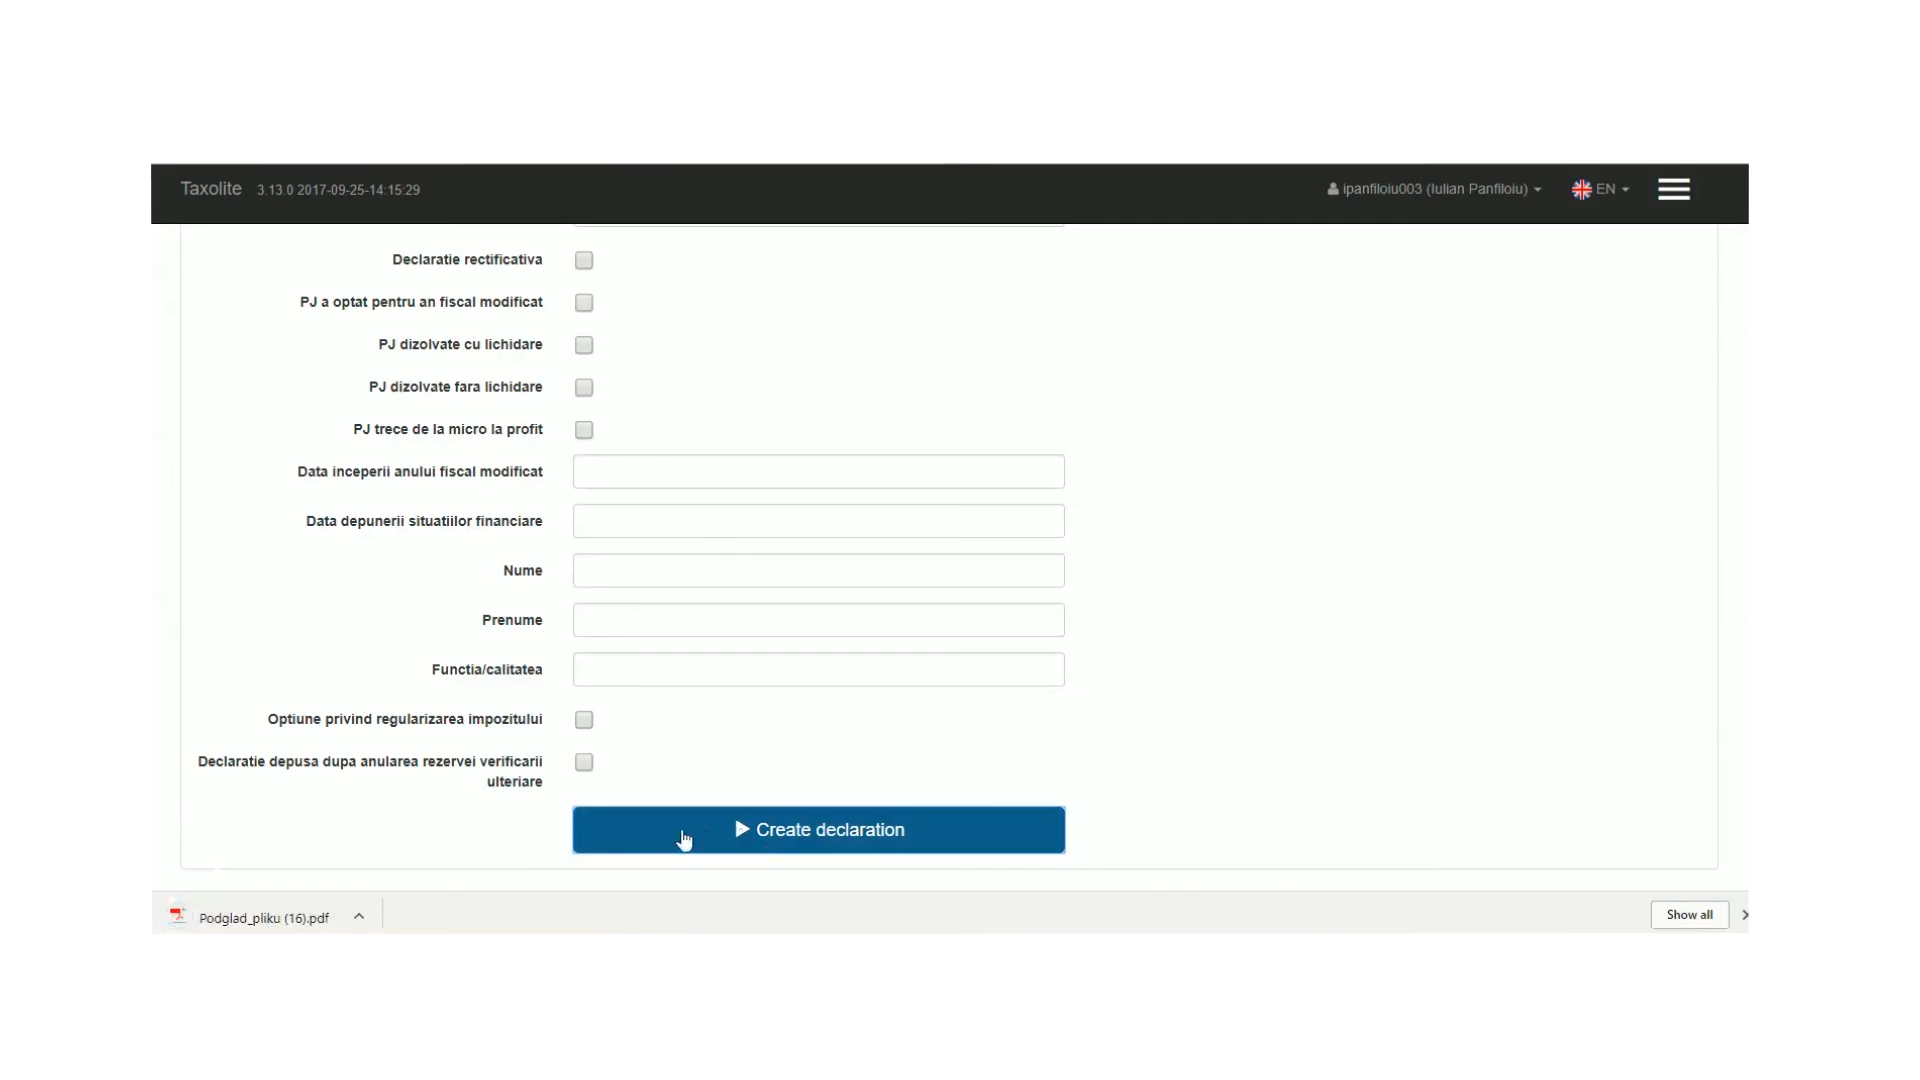 Taxolite 3.13.0 2017-09-25-14:15:29 ipanfiloiu003 (Iulian Panfiloiu) EN
Declaratie rectificativa
PJ a optat pentru an fiscal modificat
PJ dizolvate cu lichidare
PJ dizolvate fara lichidare
PJ trece de la micro la profit
Data inceperii anului fiscal modificat
Data depunerii situatiilor financiare
Nume
Prenume
Functia/calitatea
Optiune privind regularizarea impozitului
Declaratie depusa dupa anularea rezervei verificarii
ulteriare
Create declaration
Podglad_pliku (16).pdf Show all